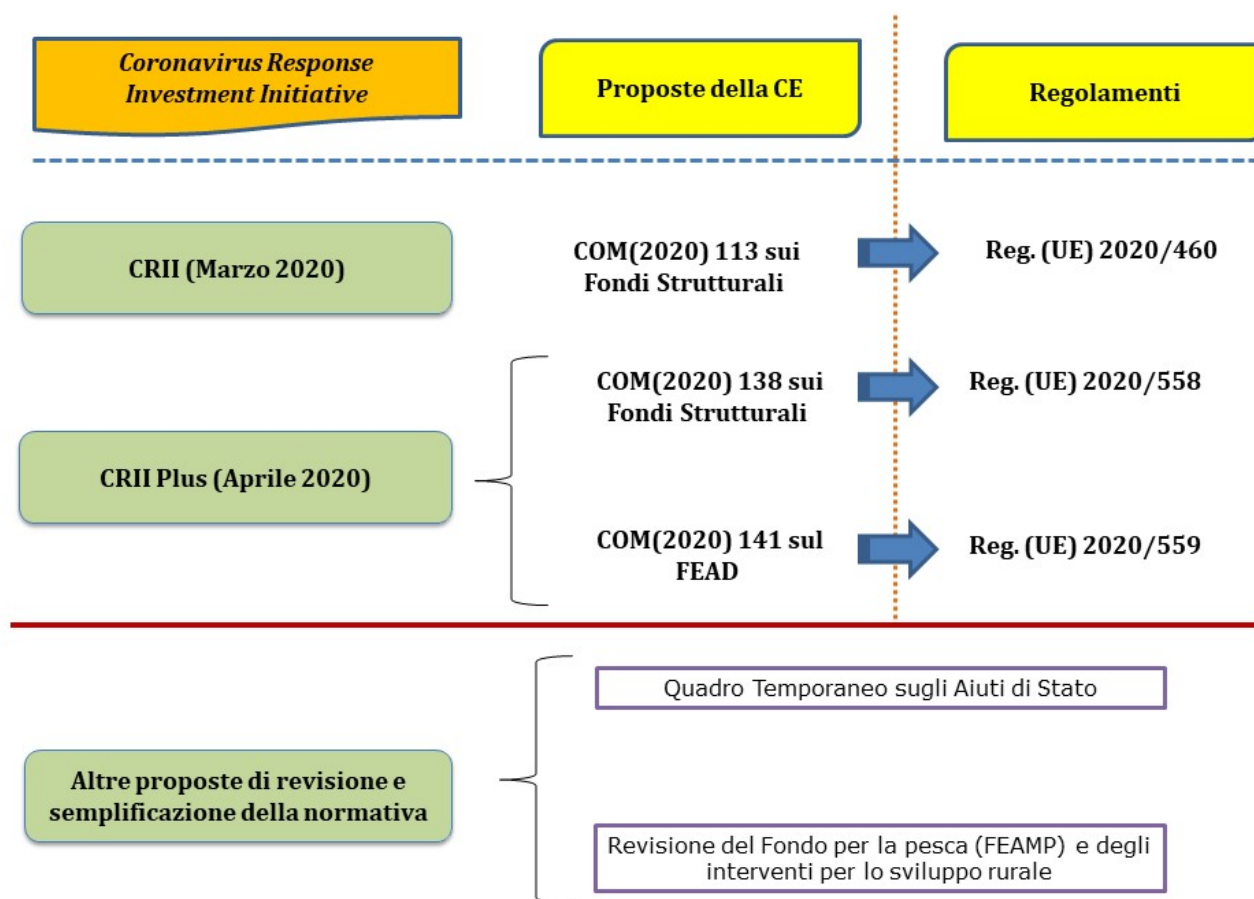 Coronavirus Response
Investment Initiative
Proposte della CE
Regolamenti
CRII (Marzo 2020)
COM(2020) 113 sui
Fondi Strutturali
Reg. (UE) 2020/460
CRII Plus (Aprile 2020)
COM(2020) 138 sui
Fondi Strutturali
Reg. (UE) 2020/558
COM(2020) 141 sul
FEAD
Reg. (UE) 2020/559
Altre proposte di revisione e
semplificazione della normativa
Quadro Temporaneo sugli Aiuti di Stato
Revisione del Fondo per la pesca (FEAMP) e degli
interventi per lo sviluppo rurale